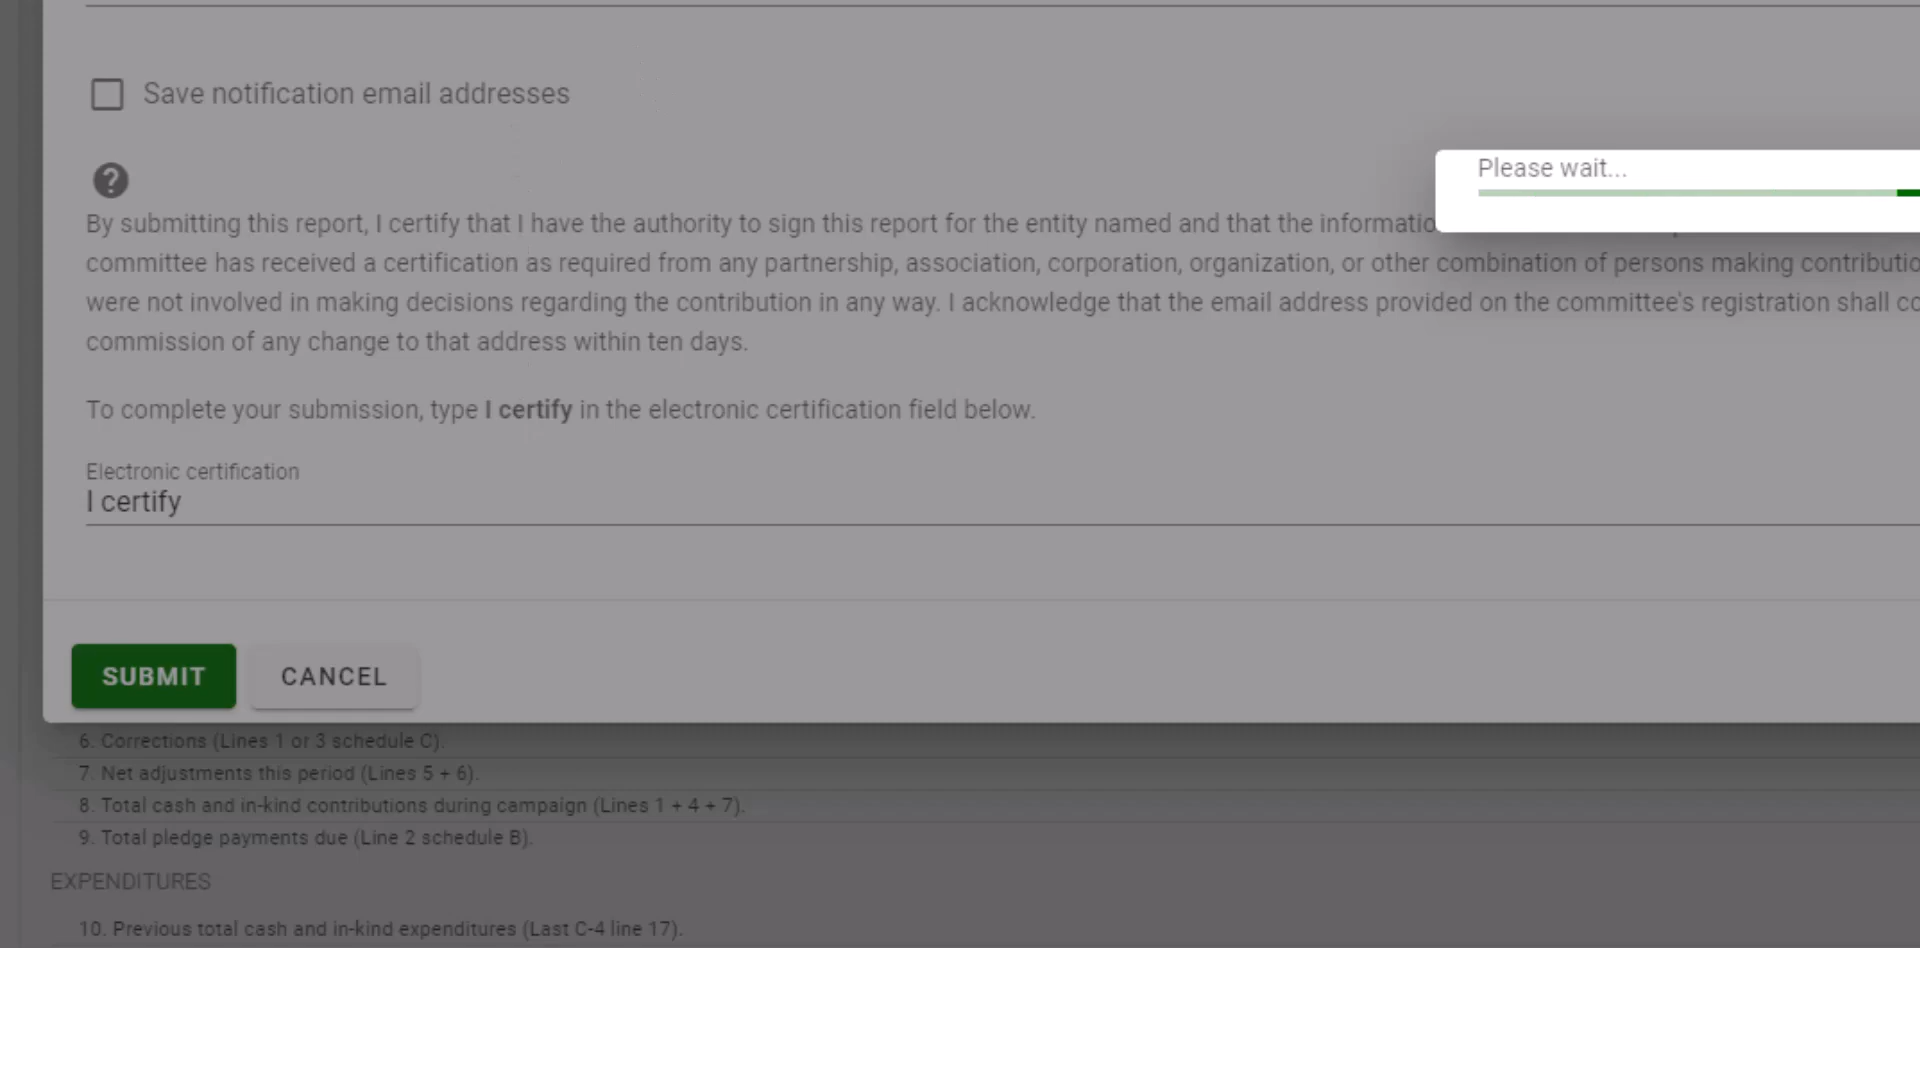 Save notification email addresses
Please wait...
?
By submitting this report, I certify that I have the authority to sign this report for the entity named and that the informatio
committee has received a certification as required from any partnership, association, corporation, organization, or other combination of persons making contributio
were not involved in making decisions regarding the contribution in any way. I acknowledge that the email address provided on the committee's registration shall co
commission of any change to that address within ten days.
To complete your submission, type I certify in the electronic certification field below.
Electronic certification
I certify
SUBMIT CANCEL
6. Corrections (Lines 1 or 3 schedule C).
7. Net adjustments this period (Lines 5 + 6).
8. Total cash and in-kind contributions during campaign (Lines 1 + 4 + 7).
9. Total pledge payments due (Line 2 schedule B).
EXPENDITURES
10. Previous total cash and in-kind expenditures (Last C-4 line 17).